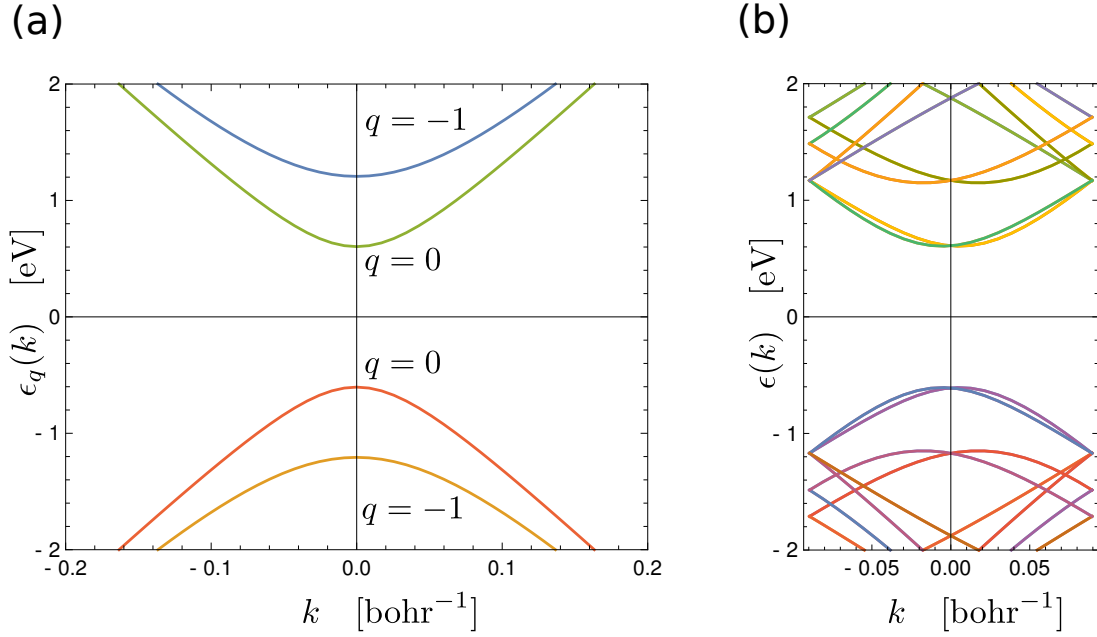 (a)
2
1
0
- 1
- 2
- 0.2
- 0.1
0.0
0.1
0.2
ϵ_q(k) [eV]
k [bohr⁻¹]
q = −1
q = 0
q = 0
q = −1
(b)
2
1
0
- 1
- 2
- 0.05
0.00
0.05
ϵ(k) [eV]
k [bohr⁻¹]